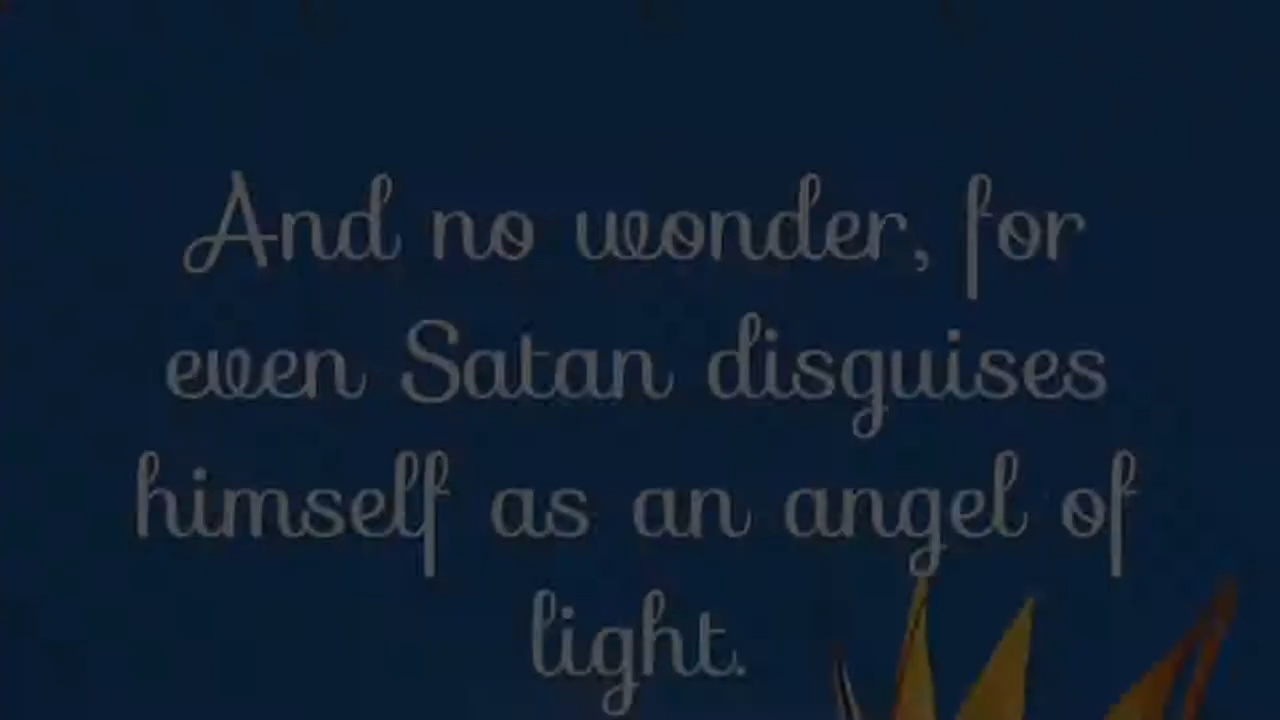 And no wonder, for
even Satan disguises
himself as an angel of
light.